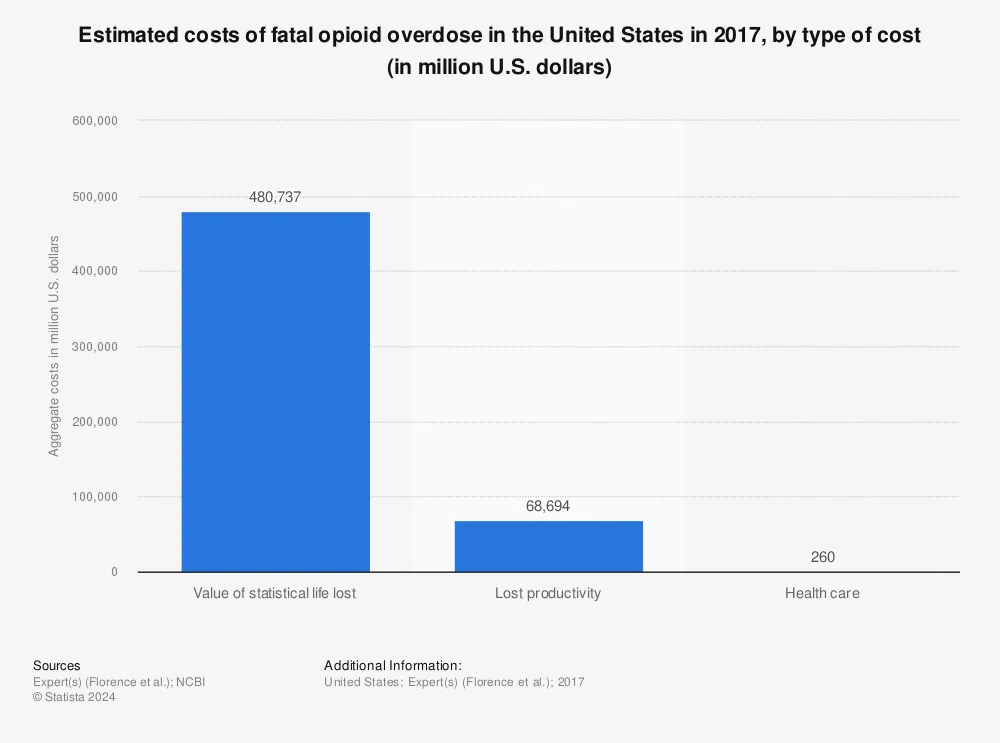 Estimated costs of fatal opioid overdose in the United States in 2017, by type of cost
(in million U.S. dollars)
Aggregate costs in million U.S. dollars
600,000
500,000
400,000
300,000
200,000
100,000
0
480,737
68,694
260
Value of statistical life lost
Lost productivity
Health care
Sources
Expert(s) (Florence et al.); NCBI
© Statista 2024
Additional Information:
United States; Expert(s) (Florence et al.); 2017